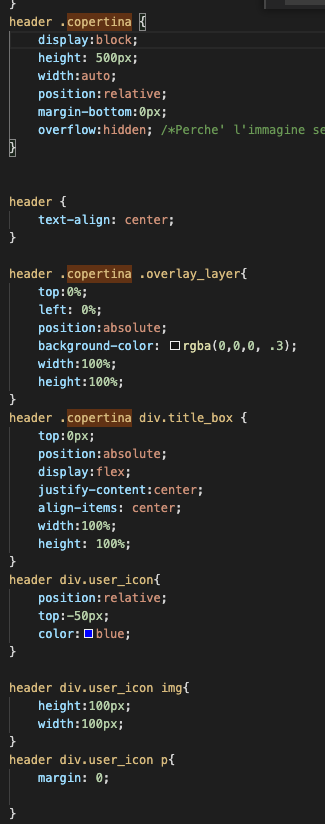 }
header .copertina {
display:block;
height: 500px;
width:auto;
position:relative;
margin-bottom:0px;
overflow:hidden; /*Perche' l'immagine se
}
header {
text-align: center;
}
header .copertina .overlay_layer{
top:0%;
left: 0%;
position:absolute;
background-color: rgba(0,0,0, .3);
width:100%;
height:100%;
}
header .copertina div.title_box {
top:0px;
position:absolute;
display:flex;
justify-content:center;
align-items: center;
width:100%;
height: 100%;
}
header div.user_icon{
position:relative;
top:-50px;
color:blue;
}
header div.user_icon img{
height:100px;
width:100px;
}
header div.user_icon p{
margin: 0;
}